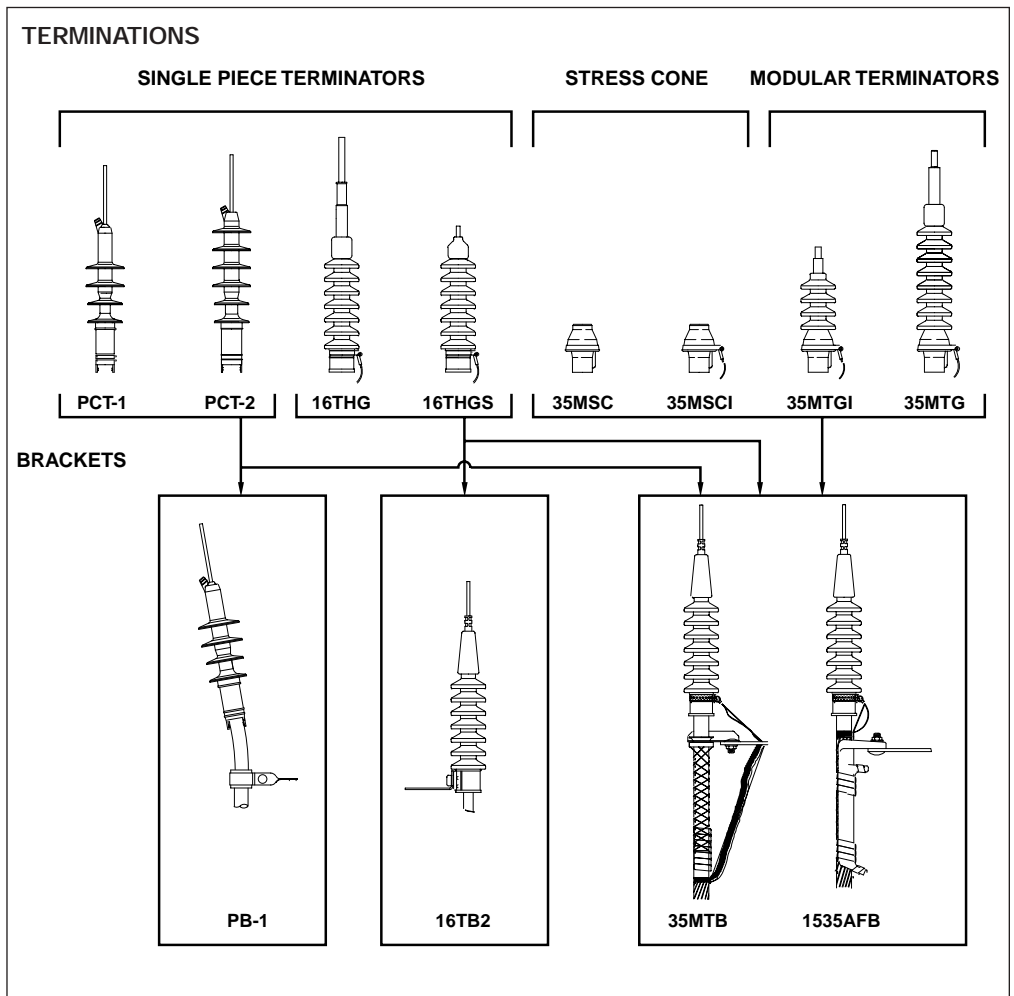 TERMINATIONS
SINGLE PIECE TERMINATORS STRESS CONE MODULAR TERMINATORS
PCT-1 PCT-2 16THG 16THGS 35MSC 35MSCI 35MTGI 35MTG
BRACKETS
PB-1 16TB2 35MTB 1535AFB